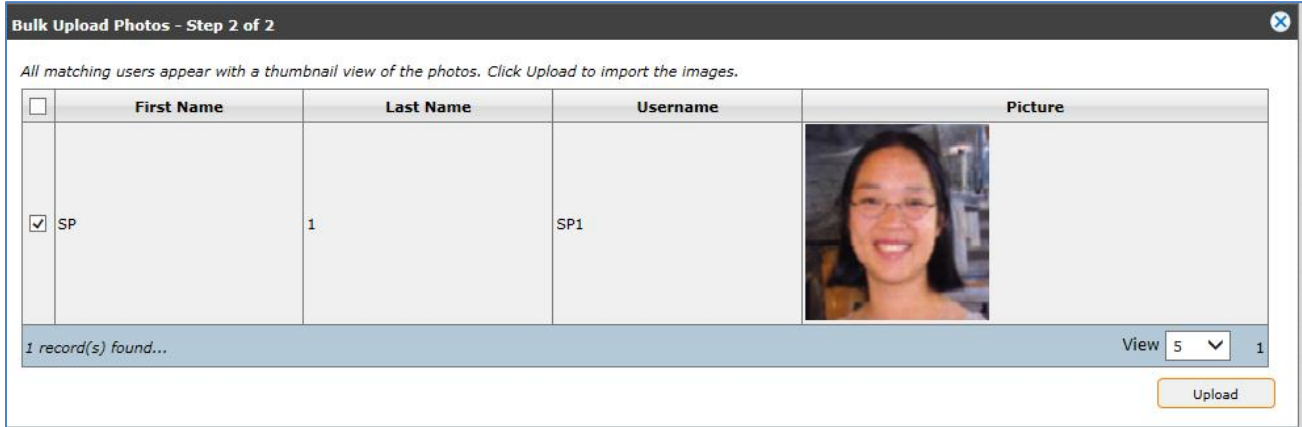 Bulk Upload Photos - Step 2 of 2
All matching users appear with a thumbnail view of the photos. Click Upload to import the images.
First Name Last Name Username Picture
SP 1 SP1
1 record(s) found... View 5 1
Upload